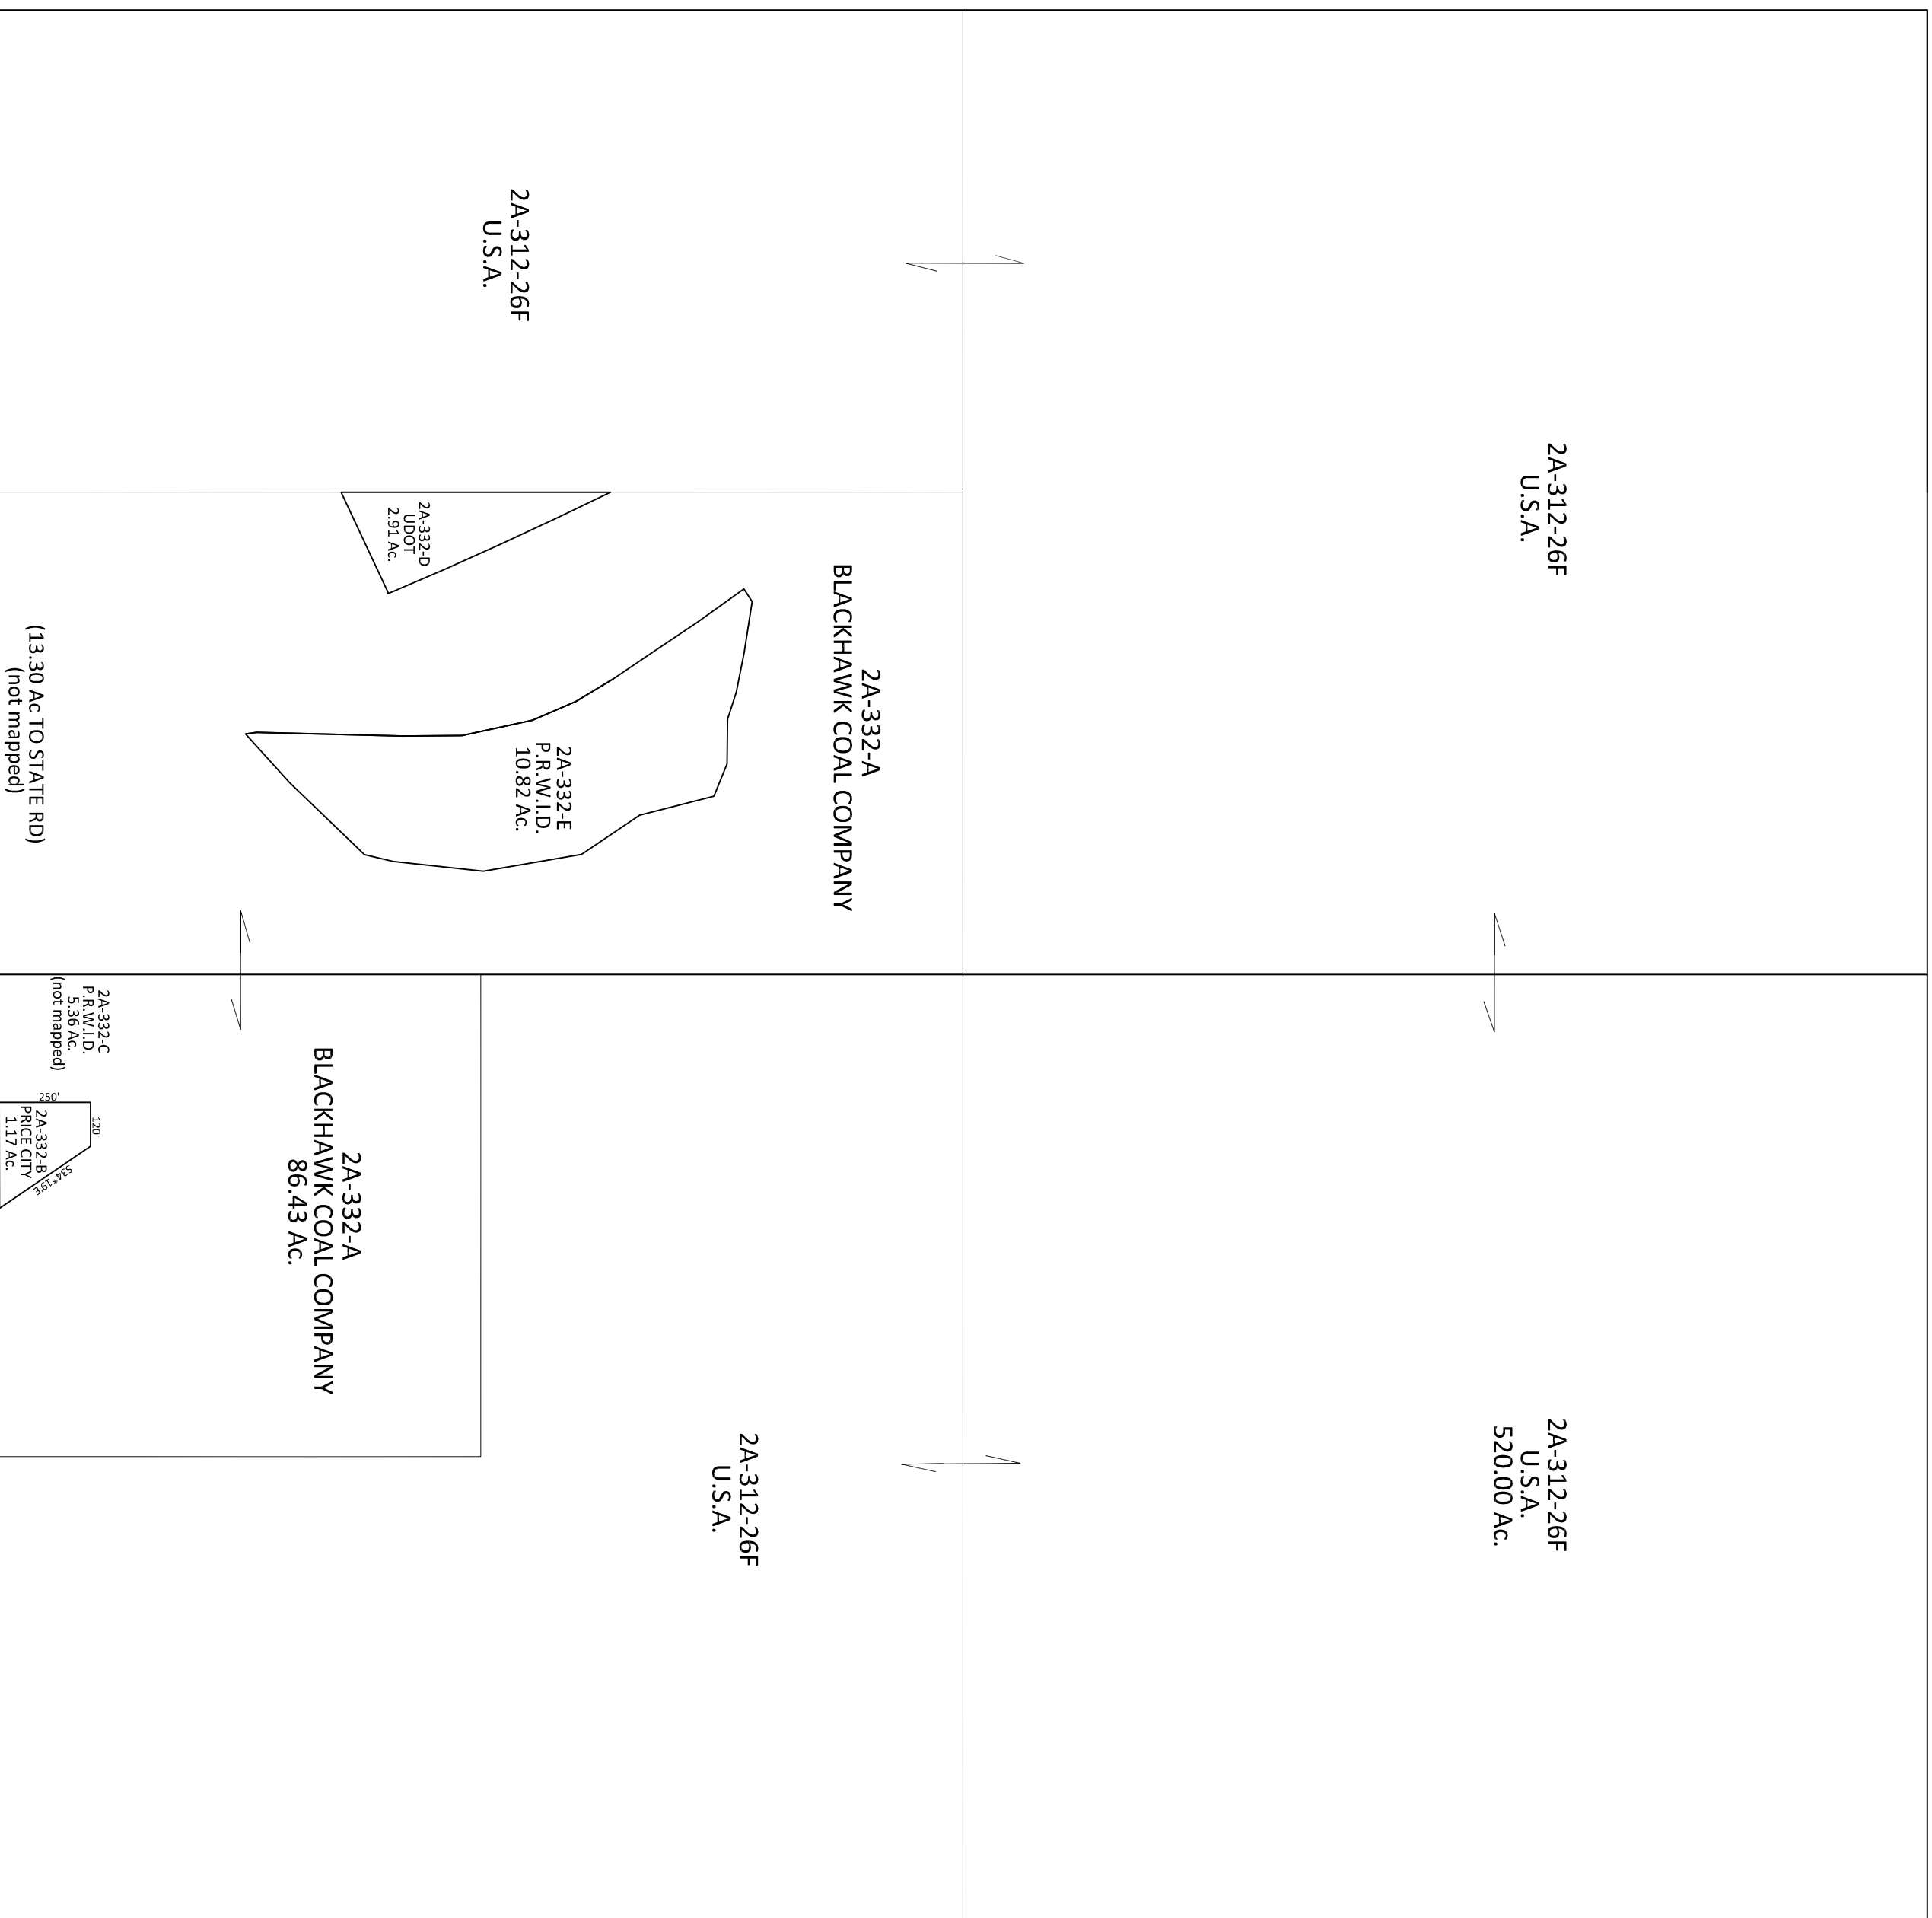 2A-312-26F
U.S.A.
2A-312-26F
U.S.A.
520.00 Ac.
2A-312-26F
U.S.A.
2A-332-A
BLACKHAWK COAL COMPANY
2A-332-D
UDOT
2.91 Ac.
2A-332-E
P.R.W.I.D.
10.82 Ac.
(13.30 Ac TO STATE RD)
(not mapped)
2A-312-26F
U.S.A.
2A-332-A
BLACKHAWK COAL COMPANY
86.43 Ac.
2A-332-C
P.R.W.I.D.
5.36 Ac.
(not mapped)
120'
250'
S34°19'E
2A-332-B
PRICE CITY
1.17 Ac.